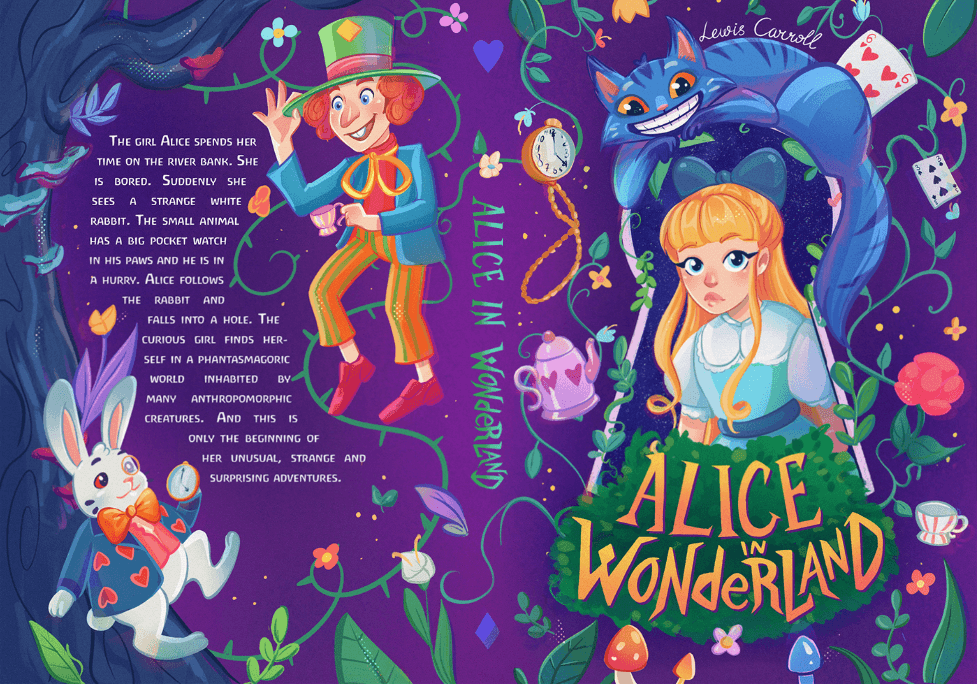 The girl Alice spends her
time on the river bank. She
is bored. Suddenly she
sees a strange white
rabbit. The small animal
has a big pocket watch
in his paws and he is in
a hurry. Alice follows
the rabbit and
falls into a hole. The
curious girl finds her-
self in a phantasmagoric
world inhabited by
many anthropomorphic
creatures. And this is
only the beginning of
her unusual, strange and
surprising adventures.
ALICE IN WONDERLAND
Lewis Carroll
ALICE
IN
WONDERLAND